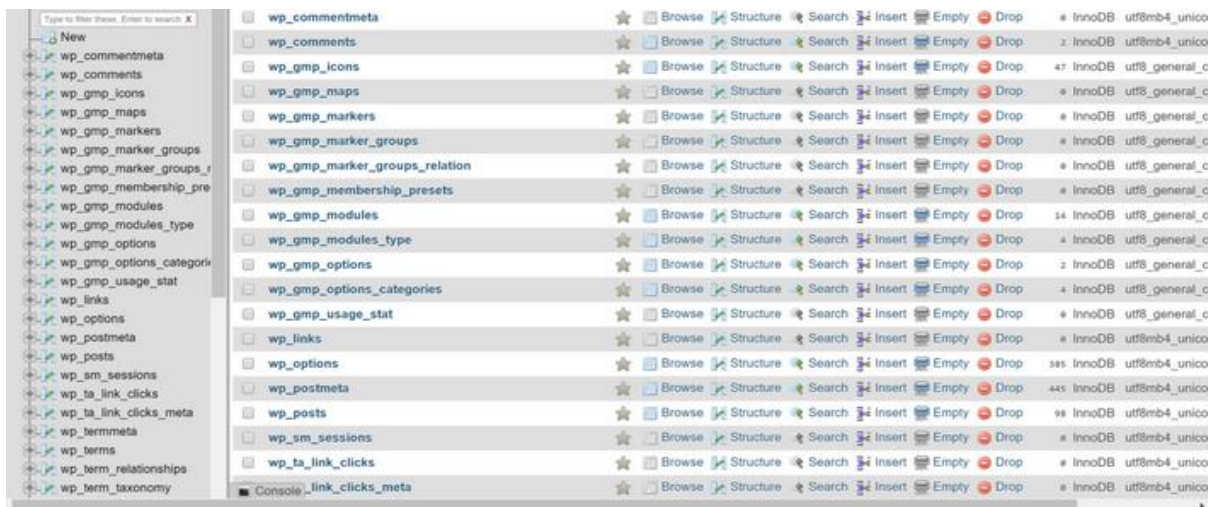 Type to filter these, Enter to search X
New
wp_commentmeta
wp_comments
wp_gmp_icons
wp_gmp_maps
wp_gmp_markers
wp_gmp_marker_groups
wp_gmp_marker_groups_r
wp_gmp_membership_pre
wp_gmp_modules
wp_gmp_modules_type
wp_gmp_options
wp_gmp_options_categori
wp_gmp_usage_stat
wp_links
wp_options
wp_postmeta
wp_posts
wp_sm_sessions
wp_ta_link_clicks
wp_ta_link_clicks_meta
wp_termmeta
wp_terms
wp_term_relationships
wp_term_taxonomy
wp_commentmeta Browse Structure Search Insert Empty Drop 0 InnoDB utf8mb4_unico
wp_comments Browse Structure Search Insert Empty Drop 2 InnoDB utf8mb4_unico
wp_gmp_icons Browse Structure Search Insert Empty Drop 47 InnoDB utf8_general_c
wp_gmp_maps Browse Structure Search Insert Empty Drop 0 InnoDB utf8_general_c
wp_gmp_markers Browse Structure Search Insert Empty Drop 0 InnoDB utf8_general_c
wp_gmp_marker_groups Browse Structure Search Insert Empty Drop 0 InnoDB utf8_general_c
wp_gmp_marker_groups_relation Browse Structure Search Insert Empty Drop 0 InnoDB utf8_general_c
wp_gmp_membership_presets Browse Structure Search Insert Empty Drop 0 InnoDB utf8_general_c
wp_gmp_modules Browse Structure Search Insert Empty Drop 14 InnoDB utf8_general_c
wp_gmp_modules_type Browse Structure Search Insert Empty Drop 4 InnoDB utf8_general_c
wp_gmp_options Browse Structure Search Insert Empty Drop 2 InnoDB utf8_general_c
wp_gmp_options_categories Browse Structure Search Insert Empty Drop 4 InnoDB utf8_general_c
wp_gmp_usage_stat Browse Structure Search Insert Empty Drop 0 InnoDB utf8_general_c
wp_links Browse Structure Search Insert Empty Drop 0 InnoDB utf8mb4_unico
wp_options Browse Structure Search Insert Empty Drop 385 InnoDB utf8mb4_unico
wp_postmeta Browse Structure Search Insert Empty Drop 445 InnoDB utf8mb4_unico
wp_posts Browse Structure Search Insert Empty Drop 98 InnoDB utf8mb4_unico
wp_sm_sessions Browse Structure Search Insert Empty Drop 0 InnoDB utf8mb4_unico
wp_ta_link_clicks Browse Structure Search Insert Empty Drop 0 InnoDB utf8mb4_unico
Console _link_clicks_meta Browse Structure Search Insert Empty Drop 0 InnoDB utf8mb4_unico